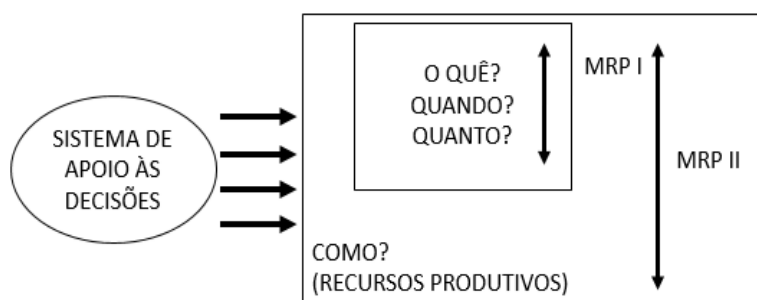 SISTEMA DE
APOIO ÀS
DECISÕES
O QUÊ?
QUANDO?
QUANTO?
MRP I
MRP II
COMO?
(RECURSOS PRODUTIVOS)